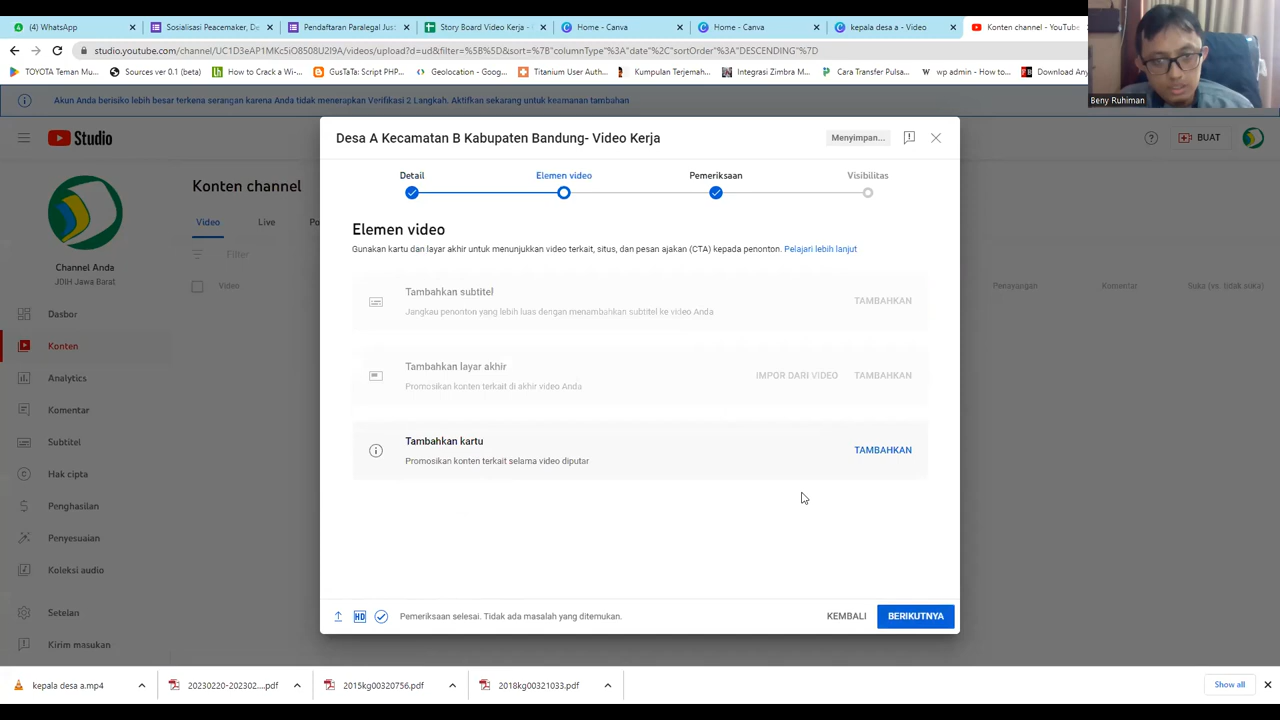 (4) WhatsApp
Sosialisasi Peacemaker, De
Pendaftaran Paralegal Jus
Story Board Video Kerja -
Home - Canva
Home - Canva
kepala desa a - Video
Konten channel - YouTube
studio.youtube.com/channel/UC1D3eAP1MKc5iO8508U2I9A/videos/upload?d=ud&filter=%5B%5D&sort=%7B"columnType"%3A"date"%2C"sortOrder"%3A"DESCENDING"%7D
TOYOTA Teman Mu...
Sources ver 0.1 (beta)
How to Crack a Wi-...
GusTaTa: Script PHP...
Geolocation - Goog...
Titanium User Auth...
Kumpulan Terjemah...
Integrasi Zimbra M...
Cara Transfer Pulsa...
wp admin - How to...
Download Any
Beny Ruhiman
Akun Anda berisiko lebih besar terkena serangan karena Anda tidak menerapkan Verifikasi 2 Langkah. Aktifkan sekarang untuk keamanan tambahan
Studio
BUAT
Desa A Kecamatan B Kabupaten Bandung- Video Kerja
Menyimpan...
Detail
Elemen video
Pemeriksaan
Visibilitas
Konten channel
Video
Live
Po
Filter
Video
Penayangan
Komentar
Suka (vs. tidak suka)
Channel Anda
JDIH Jawa Barat
Dasbor
Konten
Analytics
Komentar
Subtitel
Hak cipta
Penghasilan
Penyesuaian
Koleksi audio
Setelan
Kirim masukan
Elemen video
Gunakan kartu dan layar akhir untuk menunjukkan video terkait, situs, dan pesan ajakan (CTA) kepada penonton. Pelajari lebih lanjut
Tambahkan subtitel
Jangkau penonton yang lebih luas dengan menambahkan subtitel ke video Anda
TAMBAHKAN
Tambahkan layar akhir
Promosikan konten terkait di akhir video Anda
IMPOR DARI VIDEO
TAMBAHKAN
Tambahkan kartu
Promosikan konten terkait selama video diputar
TAMBAHKAN
HD
Pemeriksaan selesai. Tidak ada masalah yang ditemukan.
KEMBALI
BERIKUTNYA
kepala desa a.mp4
20230220-202302....pdf
2015kg00320756.pdf
2018kg00321033.pdf
Show all